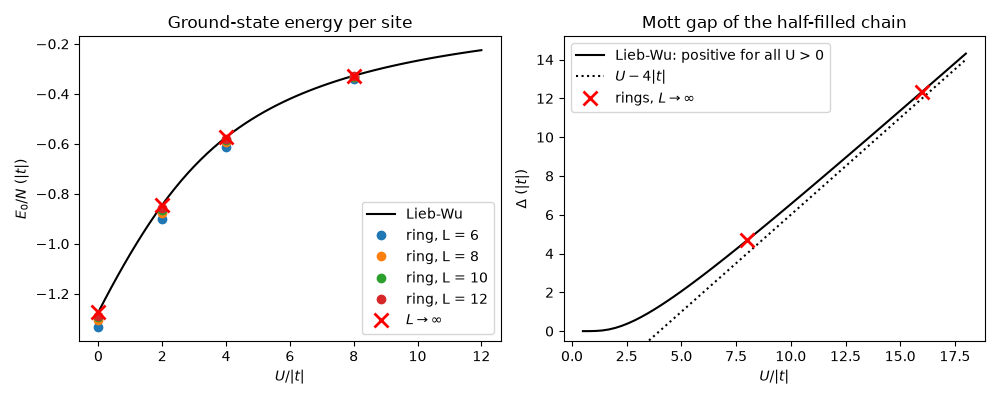 Ground-state energy per site
E₀/N (|t|)
−0.2
−0.4
−0.6
−0.8
−1.0
−1.2
Lieb-Wu
ring, L = 6
ring, L = 8
ring, L = 10
ring, L = 12
L → ∞
0 2 4 6 8 10 12
U/|t|
Mott gap of the half-filled chain
Δ (|t|)
14
12
10
8
6
4
2
0
Lieb-Wu: positive for all U > 0
U − 4|t|
rings, L → ∞
0.0 2.5 5.0 7.5 10.0 12.5 15.0 17.5
U/|t|